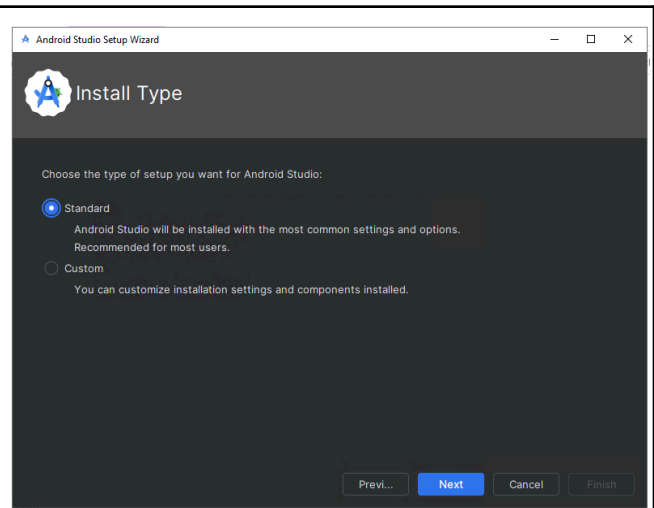 Android Studio Setup Wizard
Install Type
Choose the type of setup you want for Android Studio:
Standard
Android Studio will be installed with the most common settings and options.
Recommended for most users.
Custom
You can customize installation settings and components installed.
Previ... Next Cancel Finish